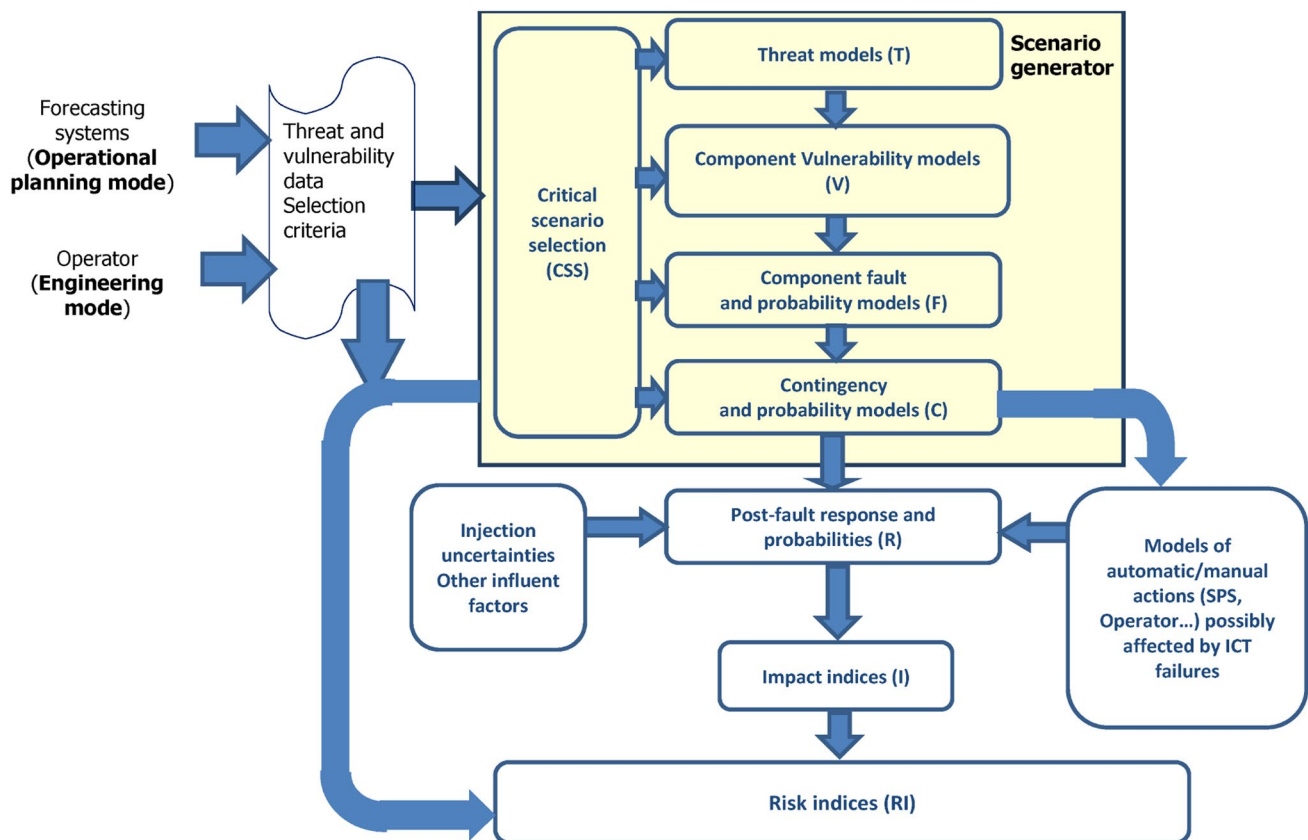 Forecasting
systems
(Operational
planning mode)
Operator
(Engineering
mode)
Threat and
vulnerability
data
Selection
criteria
Scenario
generator
Critical
scenario
selection
(CSS)
Threat models (T)
Component Vulnerability models
(V)
Component fault
and probability models (F)
Contingency
and probability models (C)
Injection
uncertainties
Other influent
factors
Post-fault response and
probabilities (R)
Models of
automatic/manual
actions (SPS,
Operator...) possibly
affected by ICT
failures
Impact indices (I)
Risk indices (RI)